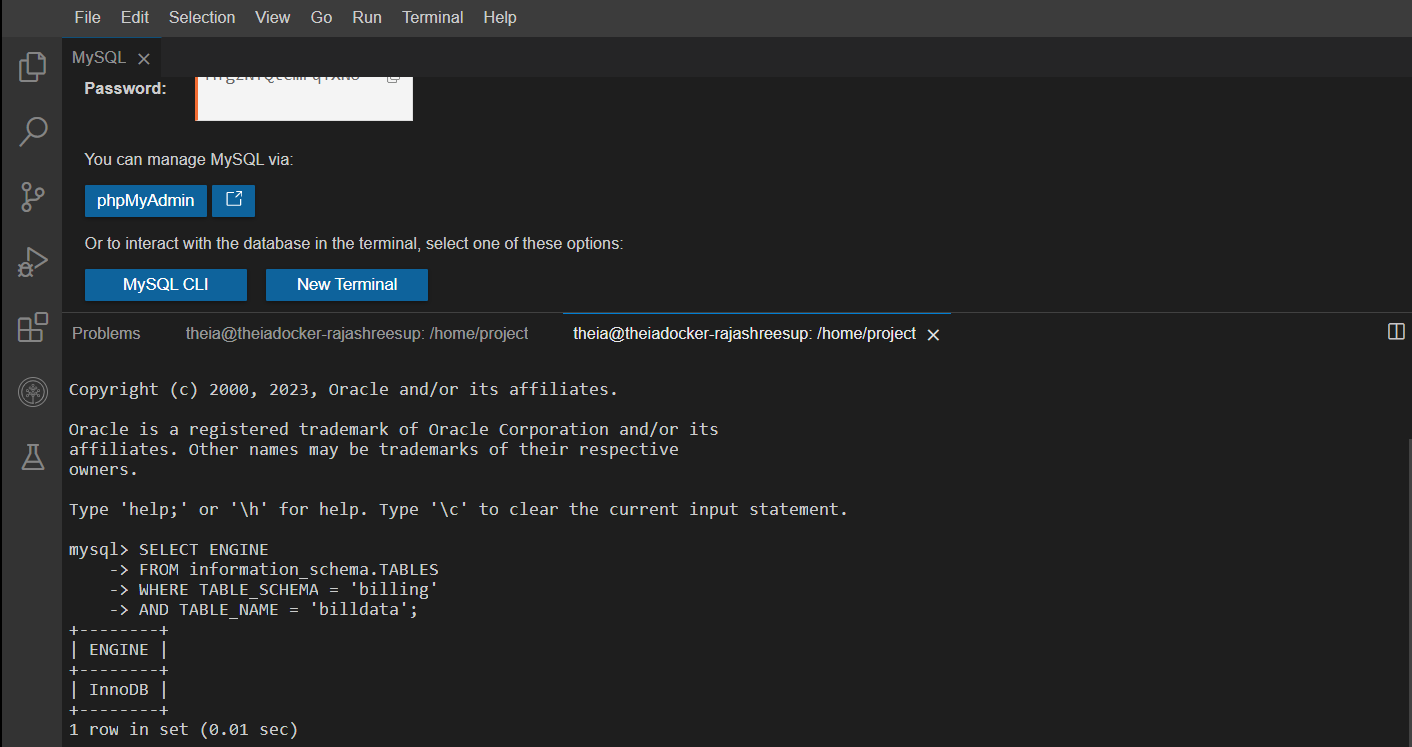 File Edit Selection View Go Run Terminal Help
MySQL
Password:
You can manage MySQL via:
phpMyAdmin
Or to interact with the database in the terminal, select one of these options:
MySQL CLI New Terminal
Problems theia@theiadocker-rajashreesup: /home/project theia@theiadocker-rajashreesup: /home/project
Copyright (c) 2000, 2023, Oracle and/or its affiliates.
Oracle is a registered trademark of Oracle Corporation and/or its
affiliates. Other names may be trademarks of their respective
owners.
Type 'help;' or '\h' for help. Type '\c' to clear the current input statement.
mysql> SELECT ENGINE
    -> FROM information_schema.TABLES
    -> WHERE TABLE_SCHEMA = 'billing'
    -> AND TABLE_NAME = 'billdata';
+--------+
| ENGINE |
+--------+
| InnoDB |
+--------+
1 row in set (0.01 sec)